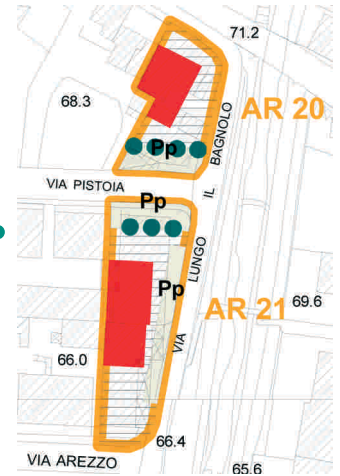 71.2
68.3
AR 20
Pp
VIA PISTOIA
Pp
VIA LUNGO IL BAGNOLO
Pp
AR 21
69.6
66.0
66.4
VIA AREZZO
65.6